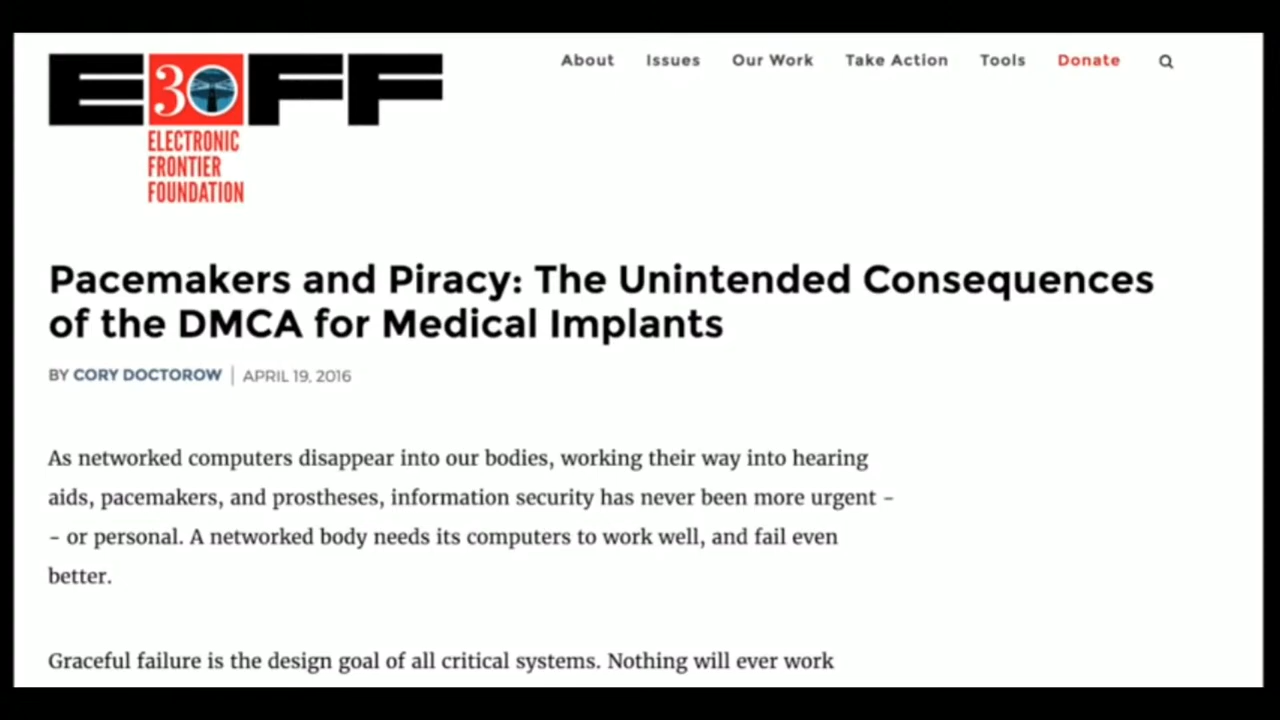 E30FF
ELECTRONIC
FRONTIER
FOUNDATION
About Issues Our Work Take Action Tools Donate
Pacemakers and Piracy: The Unintended Consequences
of the DMCA for Medical Implants
BY CORY DOCTOROW | APRIL 19, 2016
As networked computers disappear into our bodies, working their way into hearing
aids, pacemakers, and prostheses, information security has never been more urgent -
- or personal. A networked body needs its computers to work well, and fail even
better.
Graceful failure is the design goal of all critical systems. Nothing will ever work